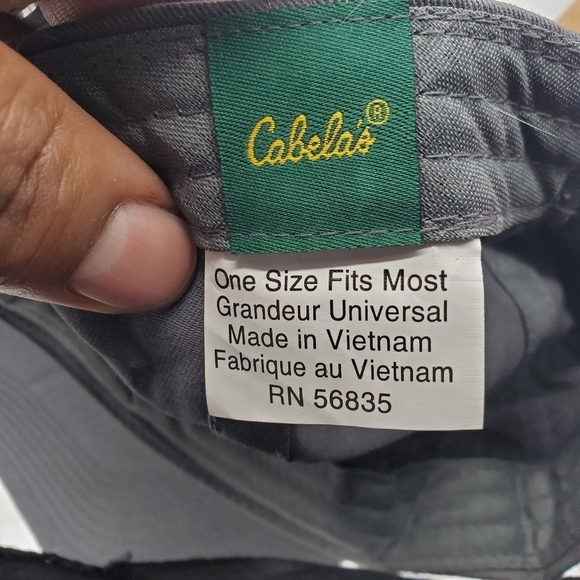 Cabela's®
One Size Fits Most
Grandeur Universal
Made in Vietnam
Fabrique au Vietnam
RN 56835